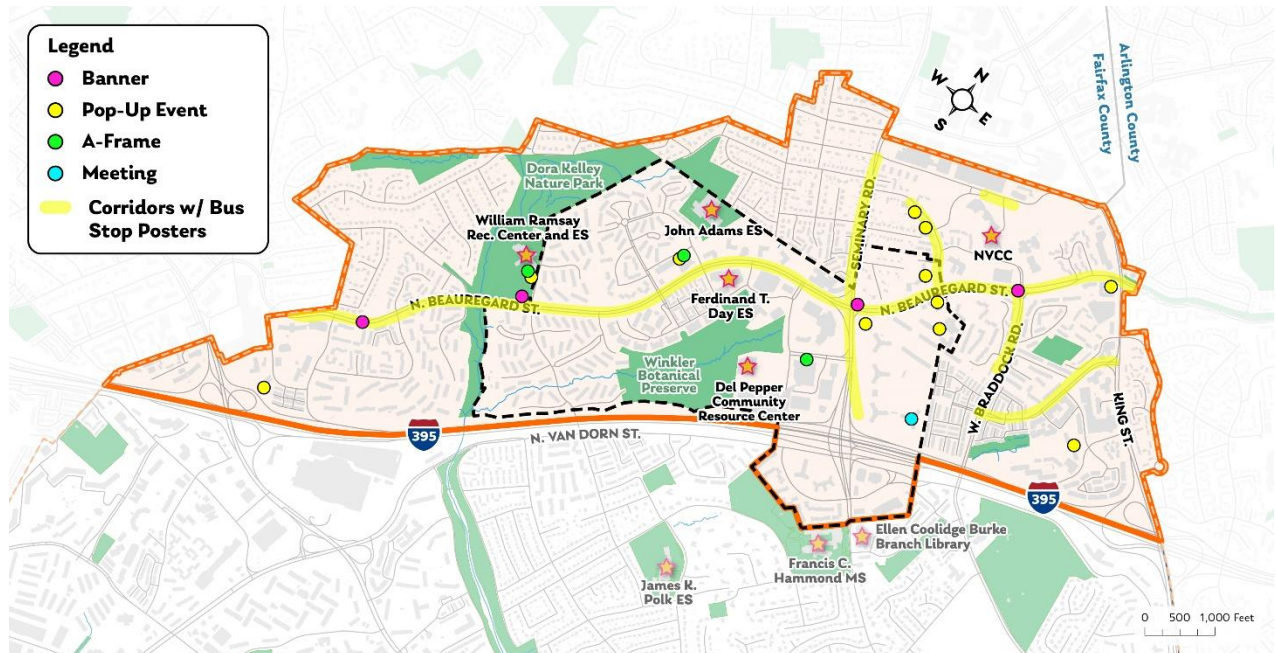 Legend
Banner
Pop-Up Event
A-Frame
Meeting
Corridors w/ Bus
Stop Posters
N
W
E
S
Arlington County
Fairfax County
Dora Kelley
Nature Park
William Ramsay
Rec. Center and ES
John Adams ES
SEMINARY RD.
NVCC
N. BEAUREGARD ST.
Ferdinand T.
Day ES
N. BEAUREGARD ST.
Winkler
Botanical
Preserve
Del Pepper
Community
Resource Center
W. BRADDOCK RD.
KING ST.
395
N. VAN DORN ST.
395
Ellen Coolidge Burke
Branch Library
Francis C.
Hammond MS
James K.
Polk ES
0 500 1,000 Feet